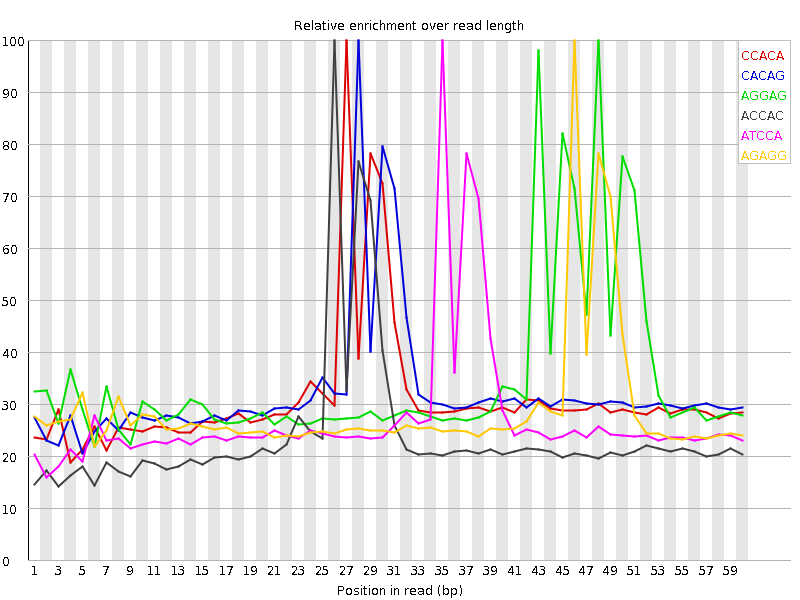 Relative enrichment over read length
100
90
80
70
60
50
40
30
20
10
0
CCACA
CACAG
AGGAG
ACCAC
ATCCA
AGAGG
1 3 5 7 9 11 13 15 17 19 21 23 25 27 29 31 33 35 37 39 41 43 45 47 49 51 53 55 57 59
Position in read (bp)